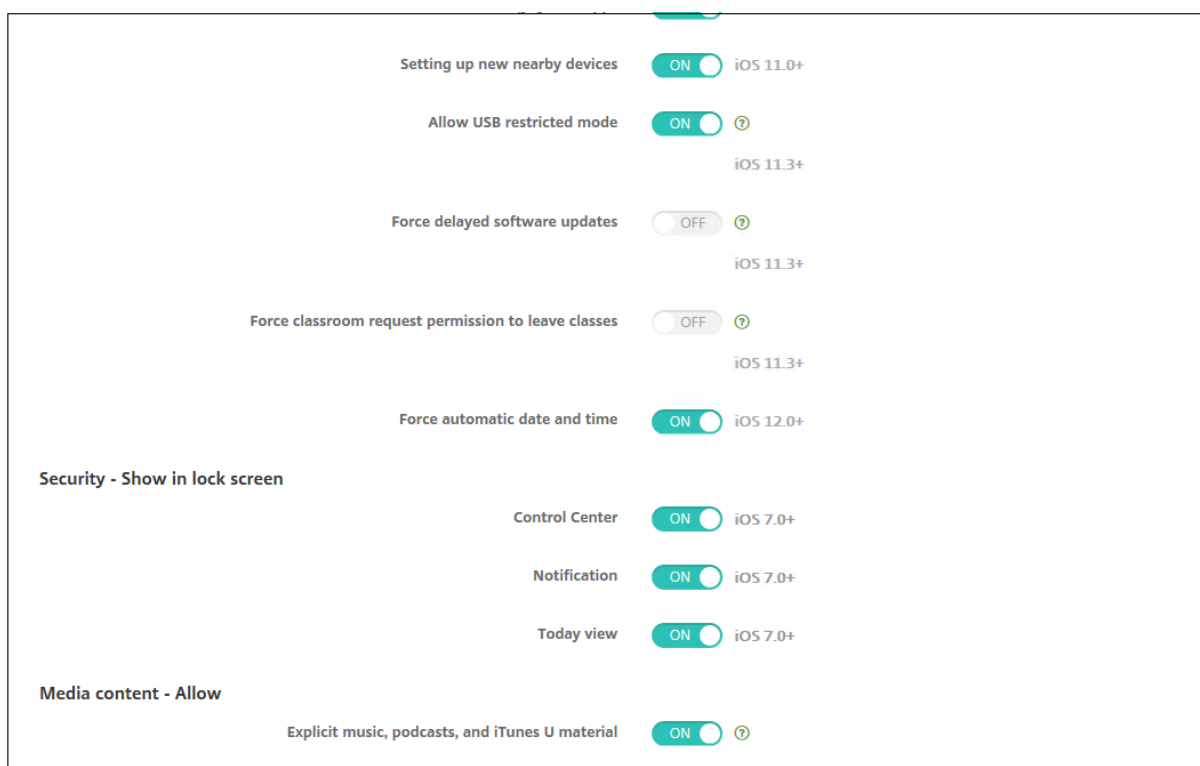 Setting up new nearby devices ON iOS 11.0+
Allow USB restricted mode ON ?
iOS 11.3+
Force delayed software updates OFF ?
iOS 11.3+
Force classroom request permission to leave classes OFF ?
iOS 11.3+
Force automatic date and time ON iOS 12.0+
Security - Show in lock screen
Control Center ON iOS 7.0+
Notification ON iOS 7.0+
Today view ON iOS 7.0+
Media content - Allow
Explicit music, podcasts, and iTunes U material ON ?